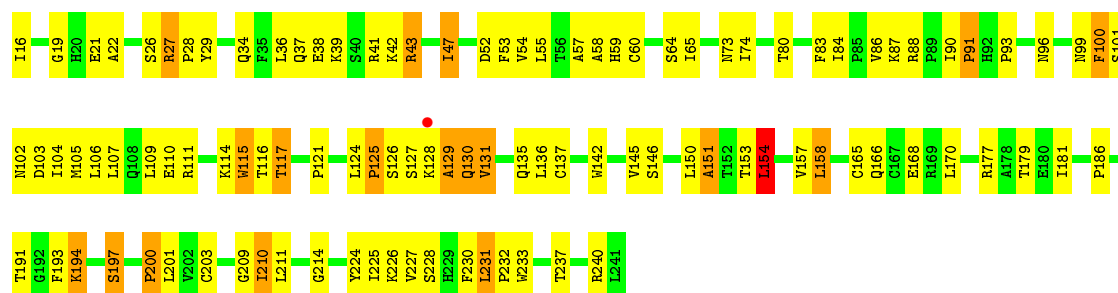 I16 G19 H20 E21 A22 S26 R27 P28 Y29 Q34 F35 L36 Q37 E38 K39 S40 R41 K42 R43 I47 D52 F53 V54 L55 T56 A57 A58 H59 C60 S64 I65 N73 I74 T80 F83 I84 P85 V86 K87 R88 P89 I90 P91 H92 P93 N96 N99 F100 S101
N102 D103 I104 M105 L106 L107 Q108 L109 E110 R111 K114 W115 T116 T117 P121 L124 P125 S126 S127 K128 A129 Q130 V131 Q135 L136 C137 W142 V145 S146 L150 A151 T152 T153 L154 V157 L158 C165 Q166 C167 E168 R169 L170 R177 A178 T179 E180 I181 P186
T191 G192 F193 K194 S197 P200 L201 V202 C203 G209 I210 L211 G214 Y224 I225 K226 V227 S228 H229 F230 L231 P232 W233 T237 R240 L241